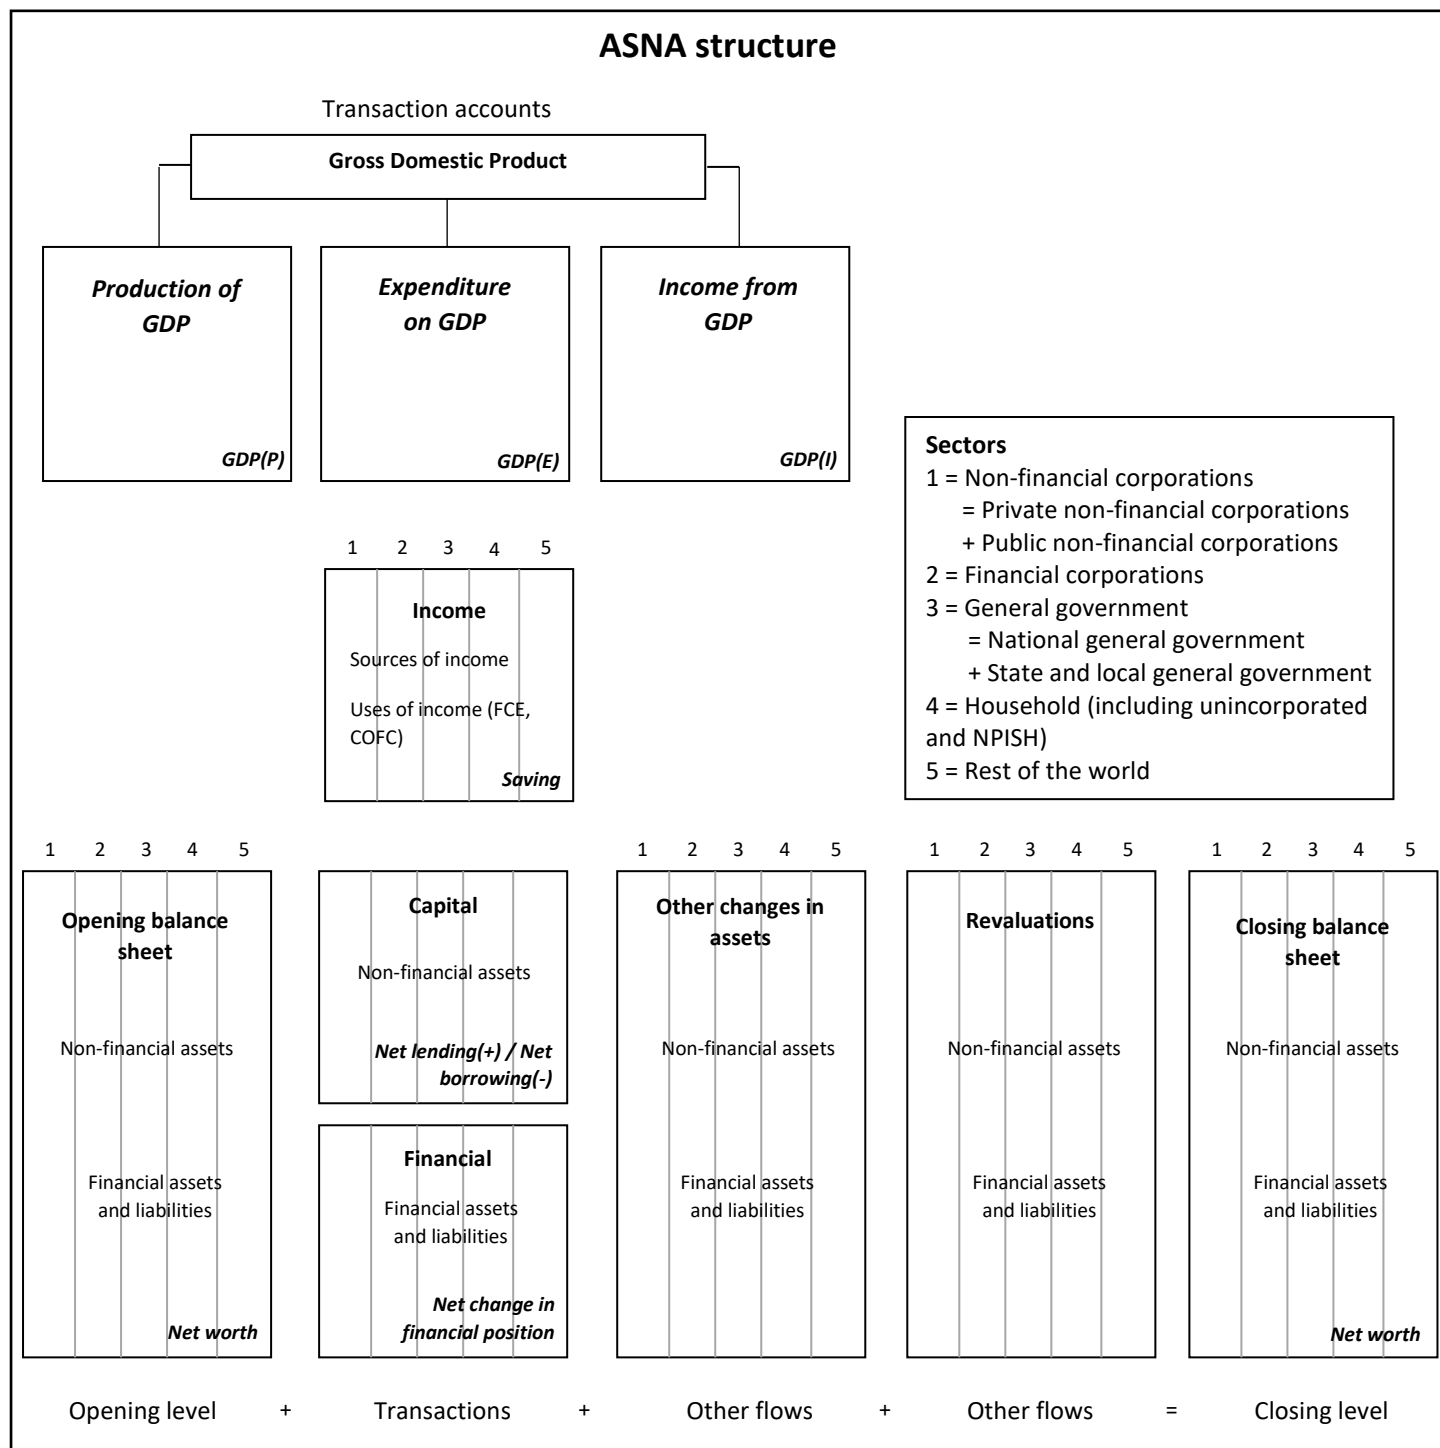 ASNA structure
Transaction accounts
Gross Domestic Product
Production of
GDP
GDP(P)
Expenditure
on GDP
GDP(E)
Income from
GDP
GDP(I)
Sectors
1 = Non-financial corporations
= Private non-financial corporations
+ Public non-financial corporations
2 = Financial corporations
3 = General government
= National general government
+ State and local general government
4 = Household (including unincorporated
and NPISH)
5 = Rest of the world
1 2 3 4 5
Income
Sources of income
Uses of income (FCE,
COFC)
Saving
1 2 3 4 5
Opening balance
sheet
Non-financial assets
Financial assets
and liabilities
Net worth
Capital
Non-financial assets
Net lending(+) / Net
borrowing(-)
Financial
Financial assets
and liabilities
Net change in
financial position
1 2 3 4 5
Other changes in
assets
Non-financial assets
Financial assets
and liabilities
1 2 3 4 5
Revaluations
Non-financial assets
Financial assets
and liabilities
1 2 3 4 5
Closing balance
sheet
Non-financial assets
Financial assets
and liabilities
Net worth
Opening level + Transactions + Other flows + Other flows = Closing level